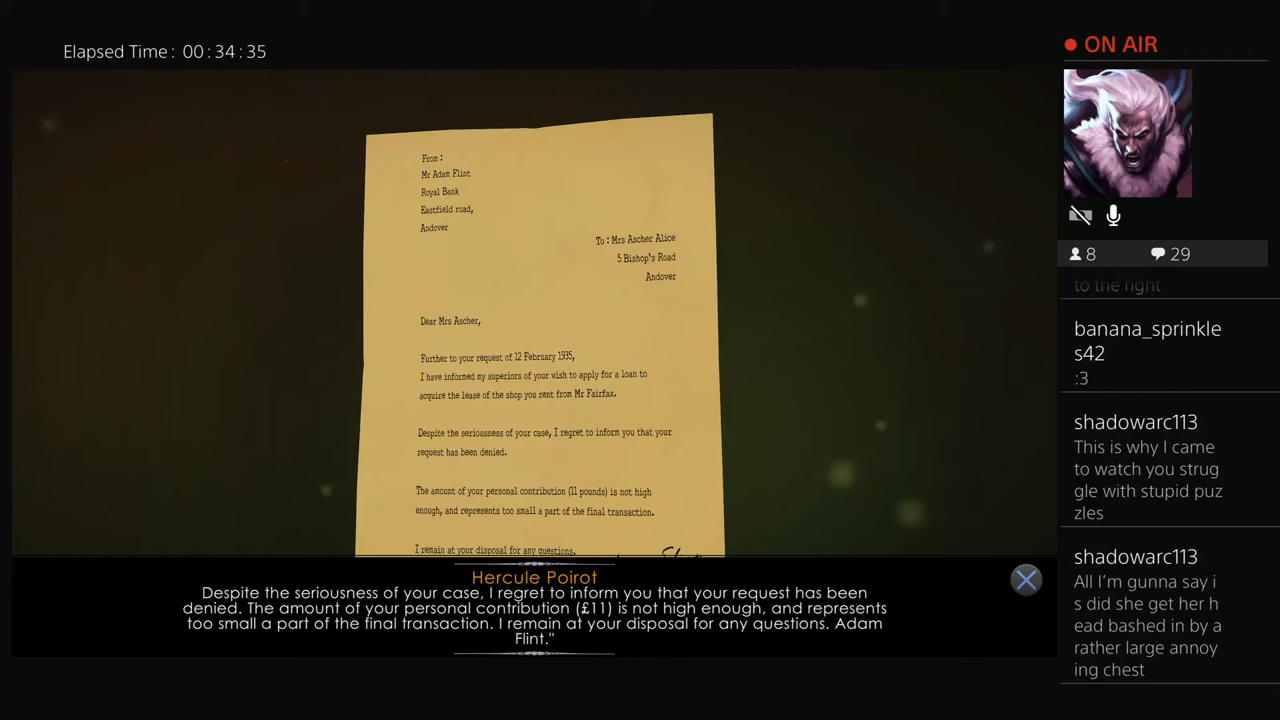 Elapsed Time : 00 : 34 : 35
ON AIR
From :
Mr Adam Flint
Royal Bank
Eastfield road,
Andover
To : Mrs Ascher Alice
5 Bishop's Road
Andover
Dear Mrs Ascher,
Further to your request of 12 February 1935,
I have informed my superiors of your wish to apply for a loan to
acquire the lease of the shop you rent from Mr Fairfax.
Despite the seriousness of your case, I regret to inform you that your
request has been denied.
The amount of your personal contribution (11 pounds) is not high
enough, and represents too small a part of the final transaction.
I remain at your disposal for any questions.
Hercule Poirot
Despite the seriousness of your case, I regret to inform you that your request has been
denied. The amount of your personal contribution (£11) is not high enough, and represents
too small a part of the final transaction. I remain at your disposal for any questions. Adam
Flint."
8
29
to the right
banana_sprinkle
s42
:3
shadowarc113
This is why I came
to watch you strug
gle with stupid puz
zles
shadowarc113
All I'm gunna say i
s did she get her h
ead bashed in by a
rather large annoy
ing chest